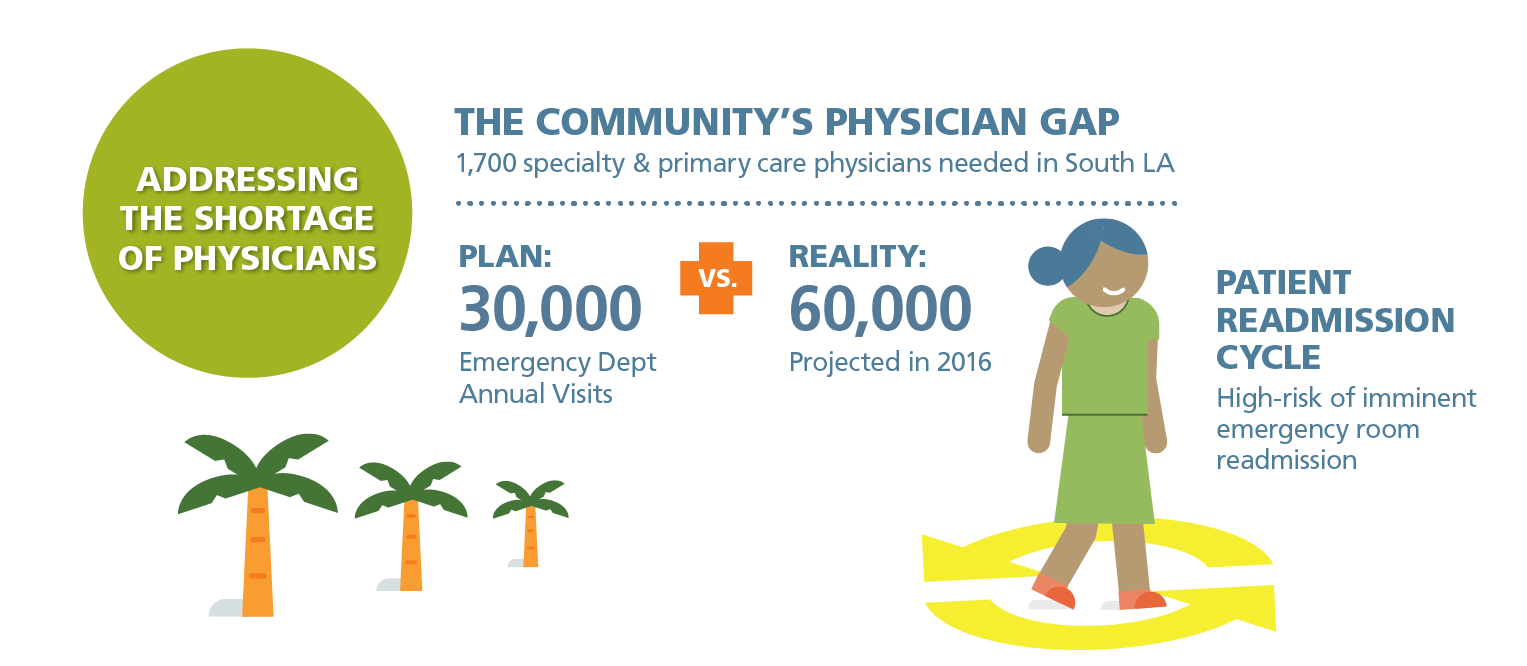 ADDRESSING
THE SHORTAGE
OF PHYSICIANS
THE COMMUNITY’S PHYSICIAN GAP
1,700 specialty & primary care physicians needed in South LA
PLAN:
30,000
Emergency Dept
Annual Visits
VS.
REALITY:
60,000
Projected in 2016
PATIENT
READMISSION
CYCLE
High-risk of imminent
emergency room
readmission